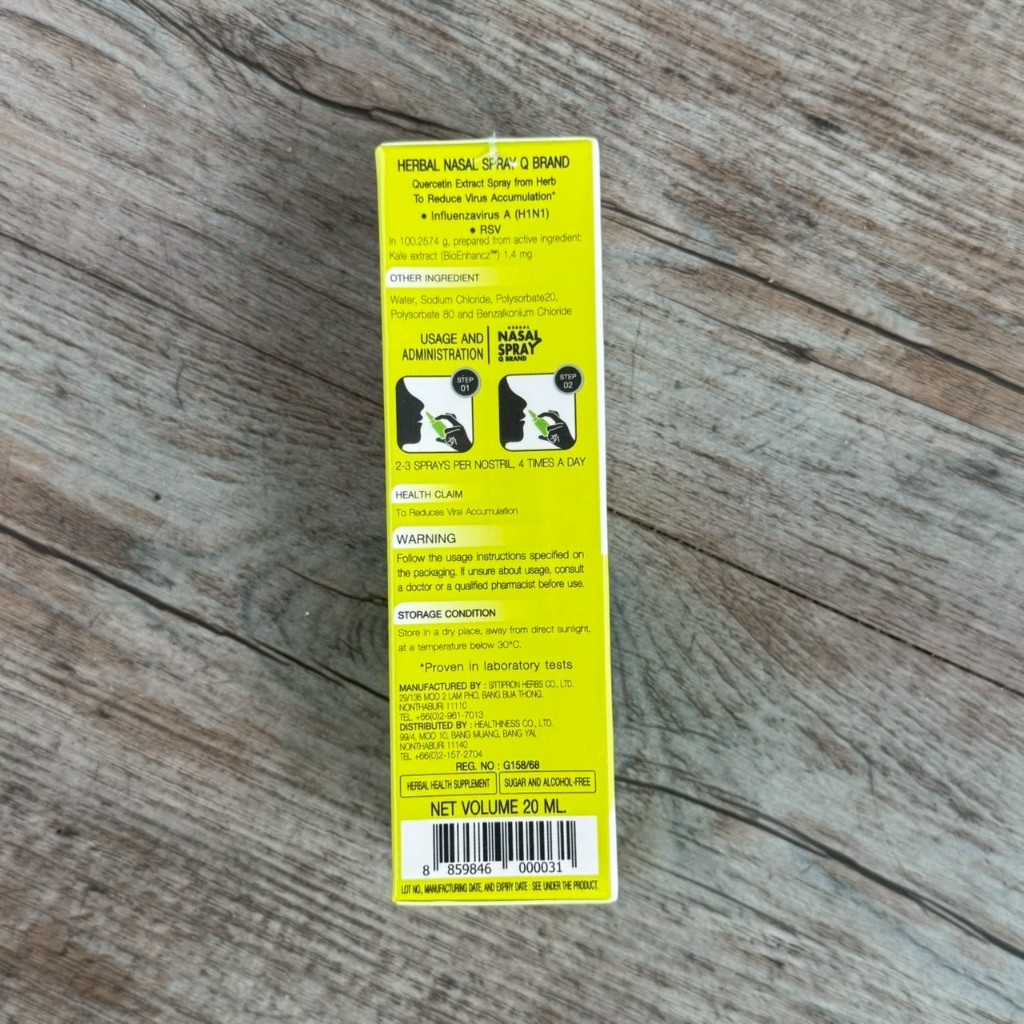 HERBAL NASAL SPRAY Q BRAND
Quercetin Extract Spray from Herb
To Reduce Virus Accumulation*
• Influenzavirus A (H1N1)
• RSV
In 100.2574 g, prepared from active ingredient:
Kale extract (BioEnhancz™) 1.4 mg
OTHER INGREDIENT
Water, Sodium Chloride, Polysorbate20,
Polysorbate 80 and Benzalkonium Chloride
USAGE AND
ADMINISTRATION
HERBAL
NASAL
SPRAY
Q BRAND
STEP
01
STEP
02
2-3 SPRAYS PER NOSTRIL, 4 TIMES A DAY
HEALTH CLAIM
To Reduces Viral Accumulation
WARNING
Follow the usage instructions specified on
the packaging. If unsure about usage, consult
a doctor or a qualified pharmacist before use.
STORAGE CONDITION
Store in a dry place, away from direct sunlight,
at a temperature below 30°C.
*Proven in laboratory tests
MANUFACTURED BY : SITTIPRON HERBS CO., LTD.
29/136 MOO 2 LAM PHO, BANG BUA THONG,
NONTHABURI 11110
TEL. +66(0)2-961-7013
DISTRIBUTED BY : HEALTHINESS CO., LTD.
99/4, MOO 10, BANG MUANG, BANG YAI,
NONTHABURI 11140
TEL. +66(0)2-157-2704
REG. NO : G158/68
HERBAL HEALTH SUPPLEMENT
SUGAR AND ALCOHOL-FREE
NET VOLUME 20 ML.
8 859846 000031
LOT NO., MANUFACTURING DATE, AND EXPIRY DATE : SEE UNDER THE PRODUCT.